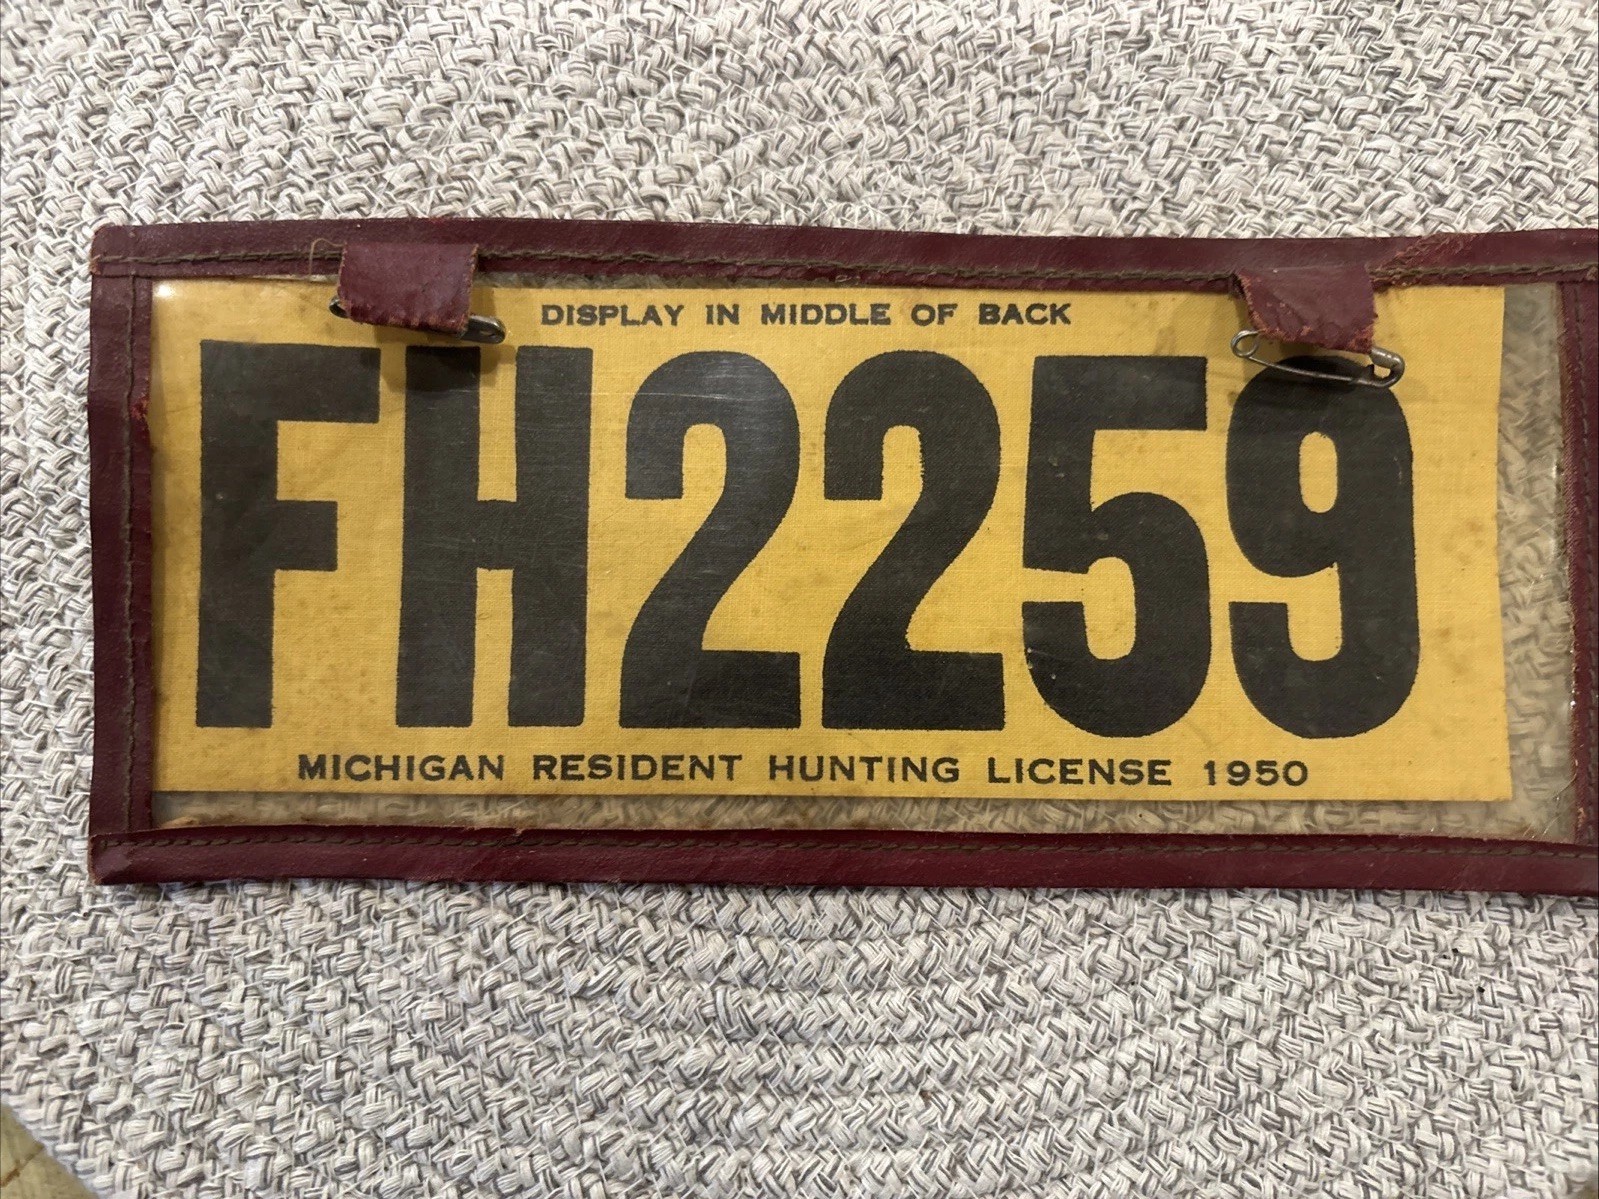 DISPLAY IN MIDDLE OF BACK
FH2259
MICHIGAN RESIDENT HUNTING LICENSE 1950